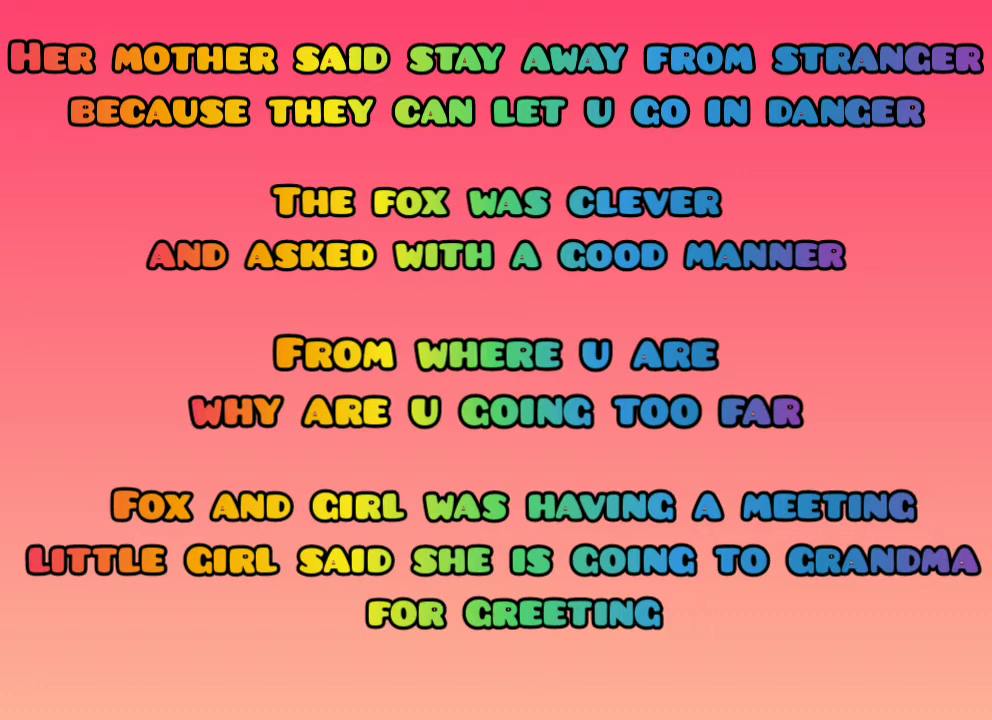 Her mother said stay away from stranger
because they can let u go in danger
The fox was clever
and asked with a good manner
From where u are
why are u going too far
Fox and Girl was having a meeting
little Girl said she is going to Grandma
for Greeting